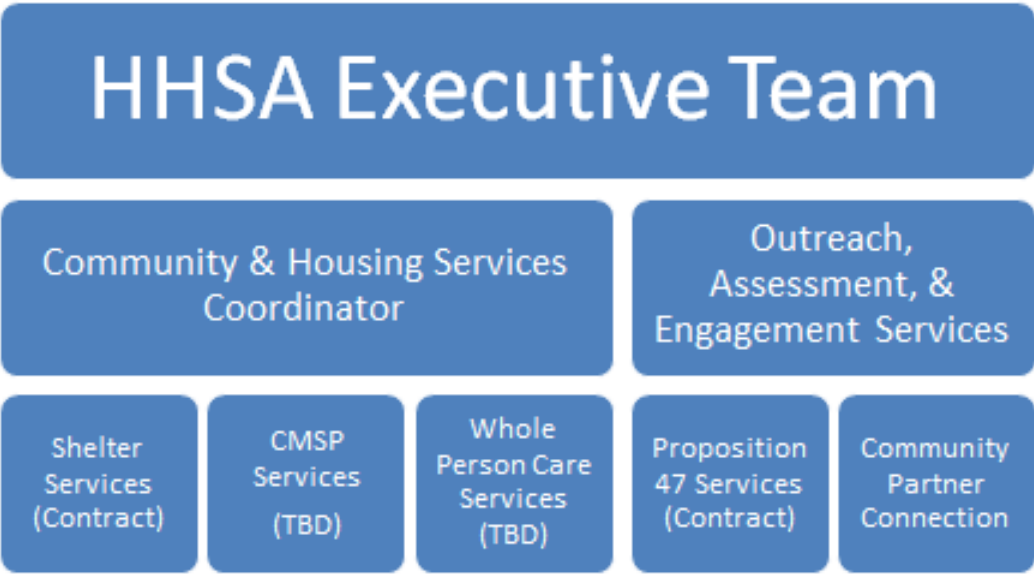 HHSA Executive Team
Community & Housing Services
Coordinator
Outreach,
Assessment, &
Engagement Services
Shelter
Services
(Contract)
CMSP
Services
(TBD)
Whole
Person Care
Services
(TBD)
Proposition
47 Services
(Contract)
Community
Partner
Connection